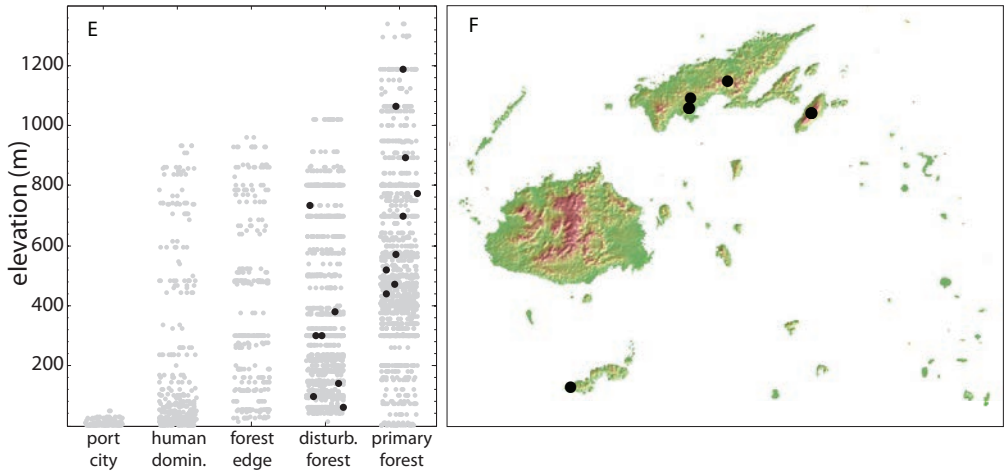 E
F
elevation (m)
1200
1000
800
600
400
200
port city
human domin.
forest edge
disturb. forest
primary forest